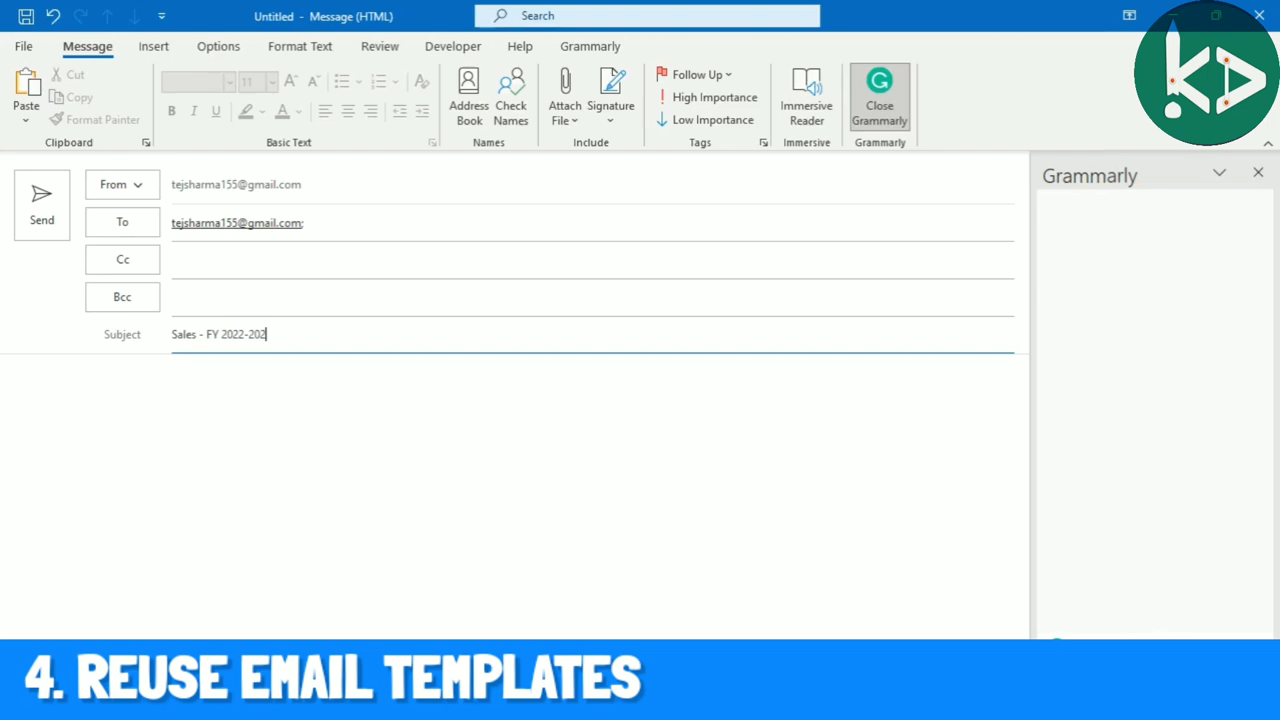 Untitled - Message (HTML)
Search
File Message Insert Options Format Text Review Developer Help Grammarly
Paste
Cut
Copy
Format Painter
Clipboard
11
B I U
Basic Text
Address Book
Check Names
Names
Attach File
Signature
Include
Follow Up
High Importance
Low Importance
Tags
Immersive Reader
Immersive
Close Grammarly
Grammarly
Send
From
tejsharma155@gmail.com
To
tejsharma155@gmail.com;
Cc
Bcc
Subject
Sales - FY 2022-202
Grammarly
KD
4. REUSE EMAIL TEMPLATES